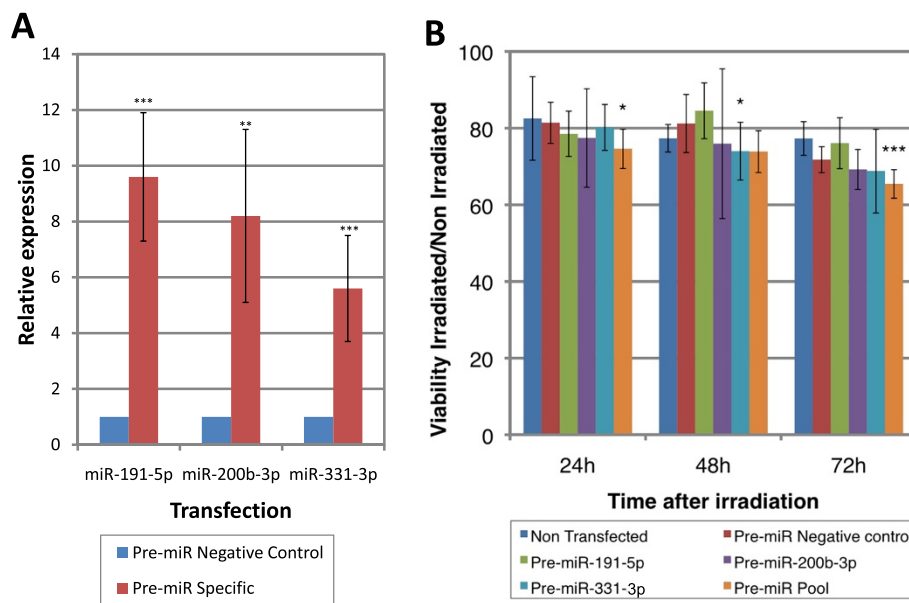 A
14
12
10
8
6
4
2
0
Relative expression
***
**
***
miR-191-5p miR-200b-3p miR-331-3p
Transfection
Pre-miR Negative Control
Pre-miR Specific
B
100
80
60
40
20
0
Viability Irradiated/Non Irradiated
*
*
***
24h 48h 72h
Time after irradiation
Non Transfected Pre-miR Negative control
Pre-miR-191-5p Pre-miR-200b-3p
Pre-miR-331-3p Pre-miR Pool